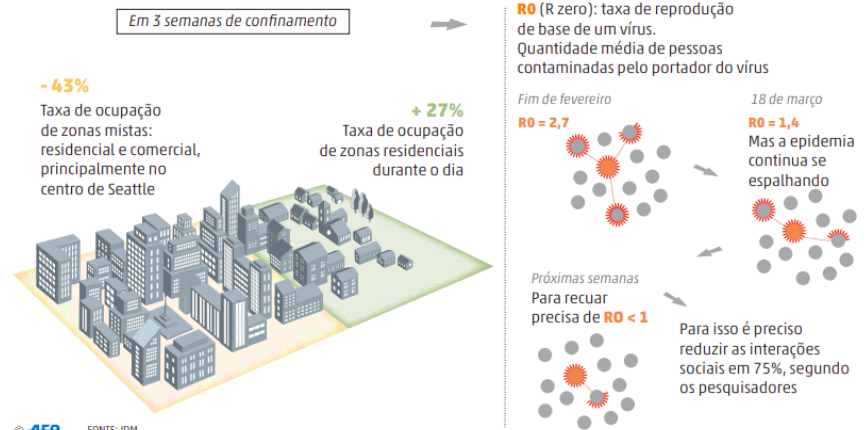 Em 3 semanas de confinamento
- 43%
Taxa de ocupação
de zonas mistas:
residencial e comercial,
principalmente no
centro de Seattle
+ 27%
Taxa de ocupação
de zonas residenciais
durante o dia
R0 (R zero): taxa de reprodução
de base de um vírus.
Quantidade média de pessoas
contaminadas pelo portador do vírus
Fim de fevereiro
R0 = 2,7
18 de março
R0 = 1,4
Mas a epidemia
continua se
espalhando
Próximas semanas
Para recuar
precisa de R0 < 1
Para isso é preciso
reduzir as interações
sociais em 75%, segundo
os pesquisadores
© AFP FONTE: IDM